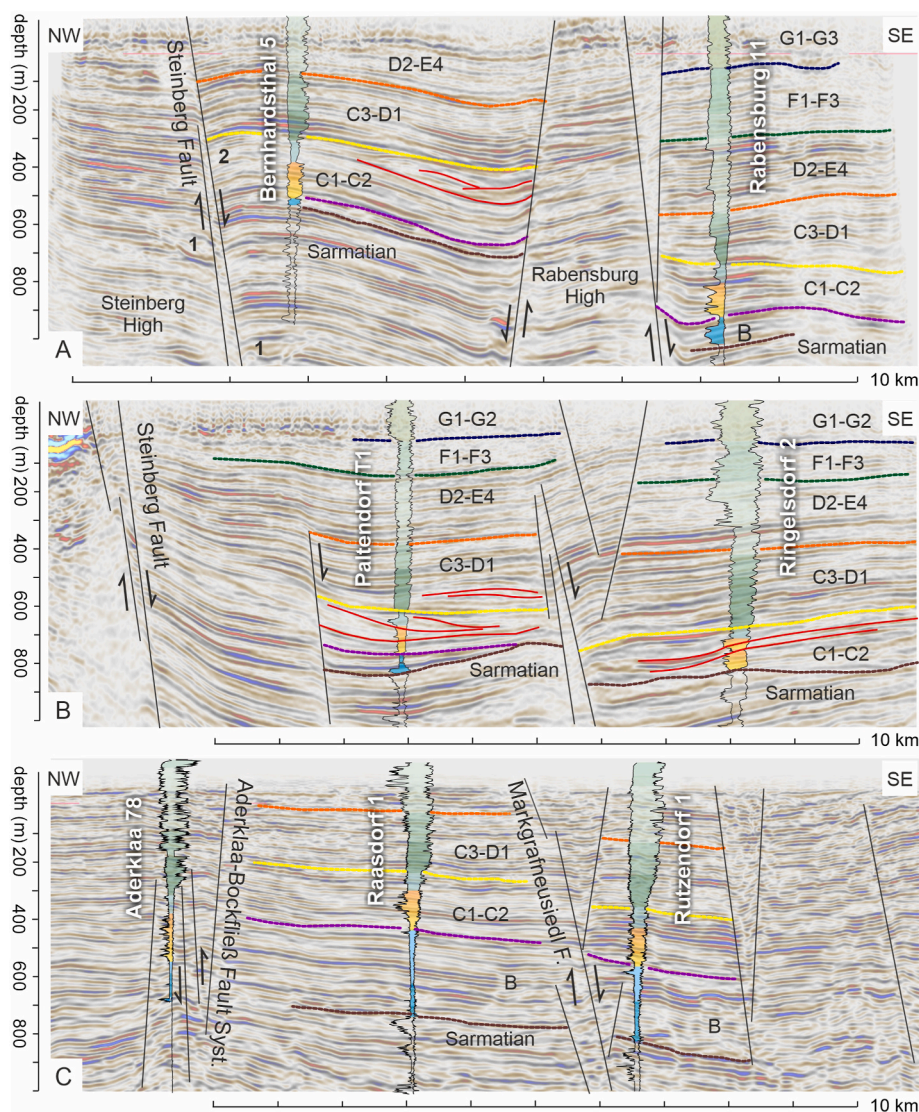 NW
SE
depth (m)
200
400
600
800
Steinberg Fault
Bernhardsthal 5
Rabensburg 1
G1-G3
F1-F3
D2-E4
D2-E4
C3-D1
C3-D1
C1-C2
C1-C2
2
1
1
Sarmatian
Sarmatian
Steinberg
High
Rabensburg
High
B
A
10 km
NW
SE
depth (m)
200
400
600
800
Steinberg Fault
Paltendorf T1
Ringelsdorf 2
G1-G2
G1-G2
F1-F3
F1-F3
D2-E4
D2-E4
C3-D1
C3-D1
C1-C2
Sarmatian
Sarmatian
B
10 km
NW
SE
depth (m)
200
400
600
800
Aderklaa 78
Aderklaa-Bockfließ Fault Syst.
Raasdorf 1
Markgrafneusiedl F.
Rutzendorf 1
C3-D1
C1-C2
B
B
Sarmatian
C
10 km